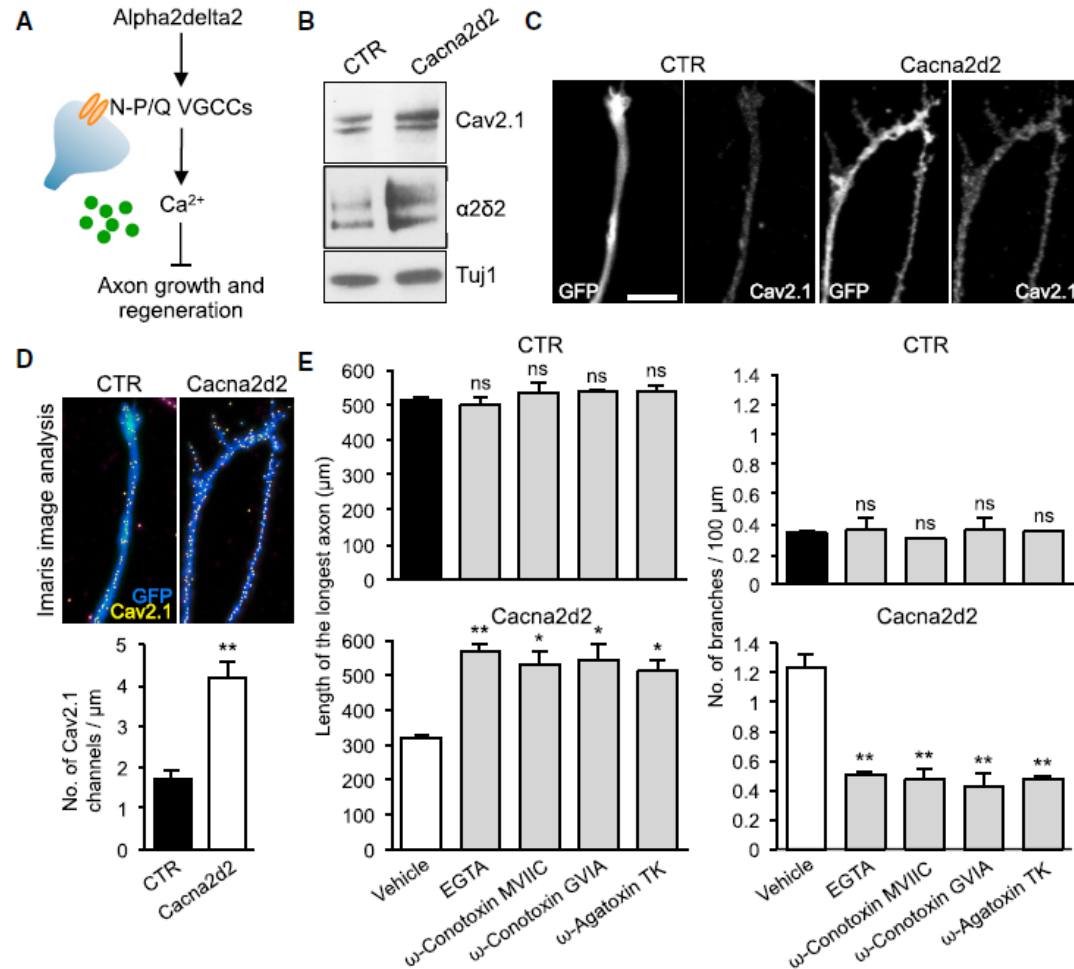 A
Alpha2delta2
N-P/Q VGCCs
Ca²⁺
Axon growth and
regeneration
B
CTR
Cacna2d2
Cav2.1
α2δ2
Tuj1
C
CTR
Cacna2d2
GFP
Cav2.1
GFP
Cav2.1
D
CTR
Cacna2d2
Imaris image analysis
GFP
Cav2.1
No. of Cav2.1
channels / µm
5
4
3
2
1
0
**
CTR
Cacna2d2
E
CTR
Length of the longest axon (µm)
600
500
400
300
200
100
0
ns
ns
ns
ns
Cacna2d2
600
500
400
300
200
100
0
**
*
*
*
Vehicle
EGTA
ω-Conotoxin MVIIC
ω-Conotoxin GVIA
ω-Agatoxin TK
CTR
No. of branches / 100 µm
1.4
1.2
1
0.8
0.6
0.4
0.2
0
ns
ns
ns
ns
Cacna2d2
1.4
1.2
1
0.8
0.6
0.4
0.2
0
**
**
**
**
Vehicle
EGTA
ω-Conotoxin MVIIC
ω-Conotoxin GVIA
ω-Agatoxin TK